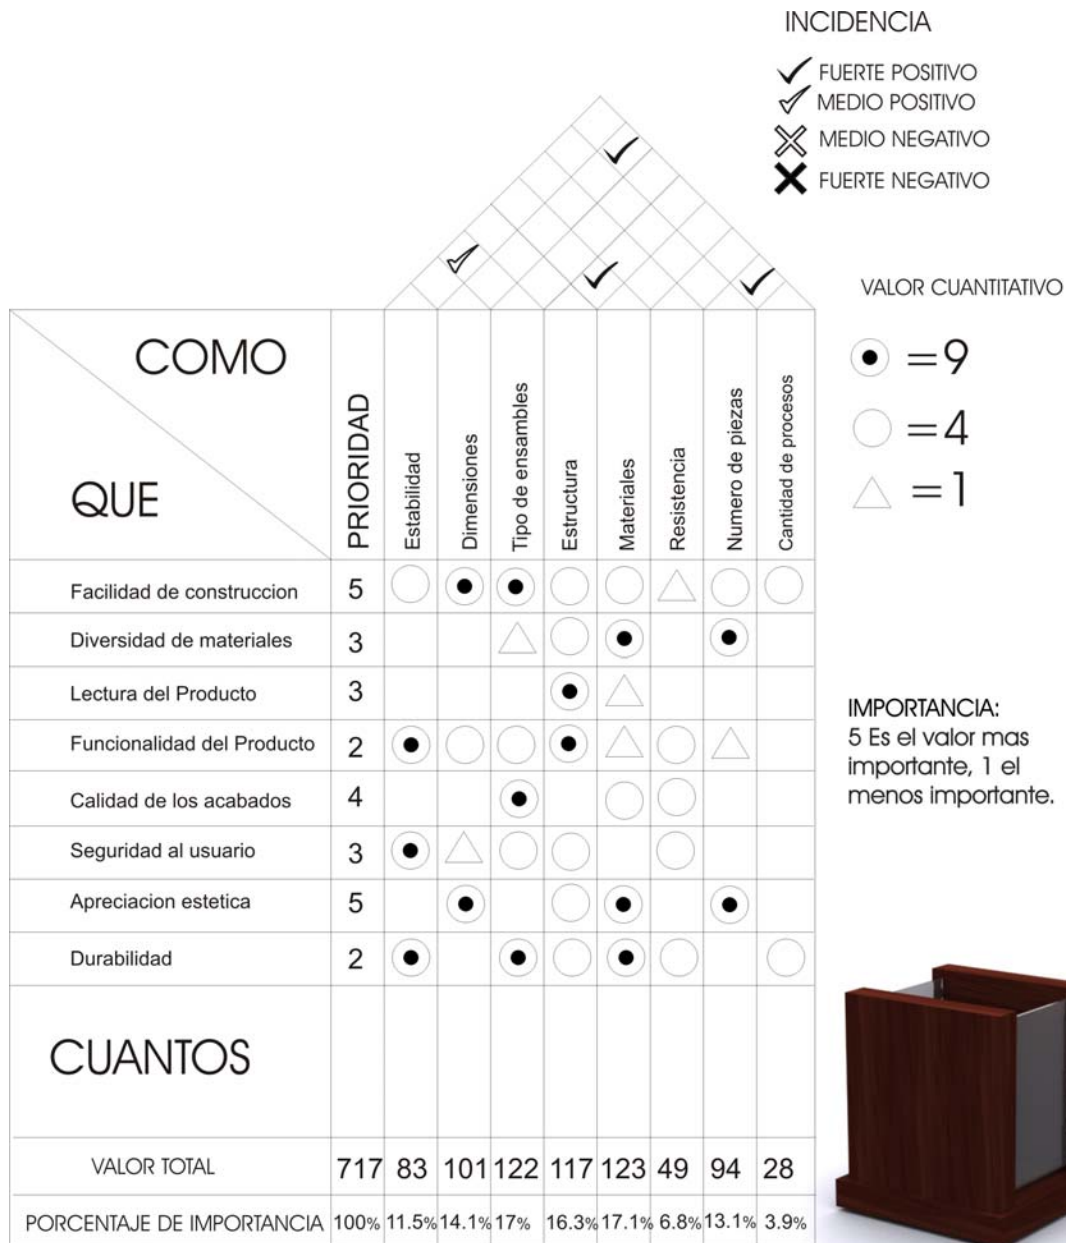 INCIDENCIA
FUERTE POSITIVO
MEDIO POSITIVO
MEDIO NEGATIVO
FUERTE NEGATIVO
VALOR CUANTITATIVO
=9
=4
=1
COMO
QUE
PRIORIDAD
Estabilidad
Dimensiones
Tipo de ensambles
Estructura
Materiales
Resistencia
Numero de piezas
Cantidad de procesos
Facilidad de construccion 5
Diversidad de materiales 3
Lectura del Producto 3
Funcionalidad del Producto 2
Calidad de los acabados 4
Seguridad al usuario 3
Apreciacion estetica 5
Durabilidad 2
IMPORTANCIA:
5 Es el valor mas
importante, 1 el
menos importante.
CUANTOS
VALOR TOTAL 717 83 101 122 117 123 49 94 28
PORCENTAJE DE IMPORTANCIA 100% 11.5% 14.1% 17% 16.3% 17.1% 6.8% 13.1% 3.9%